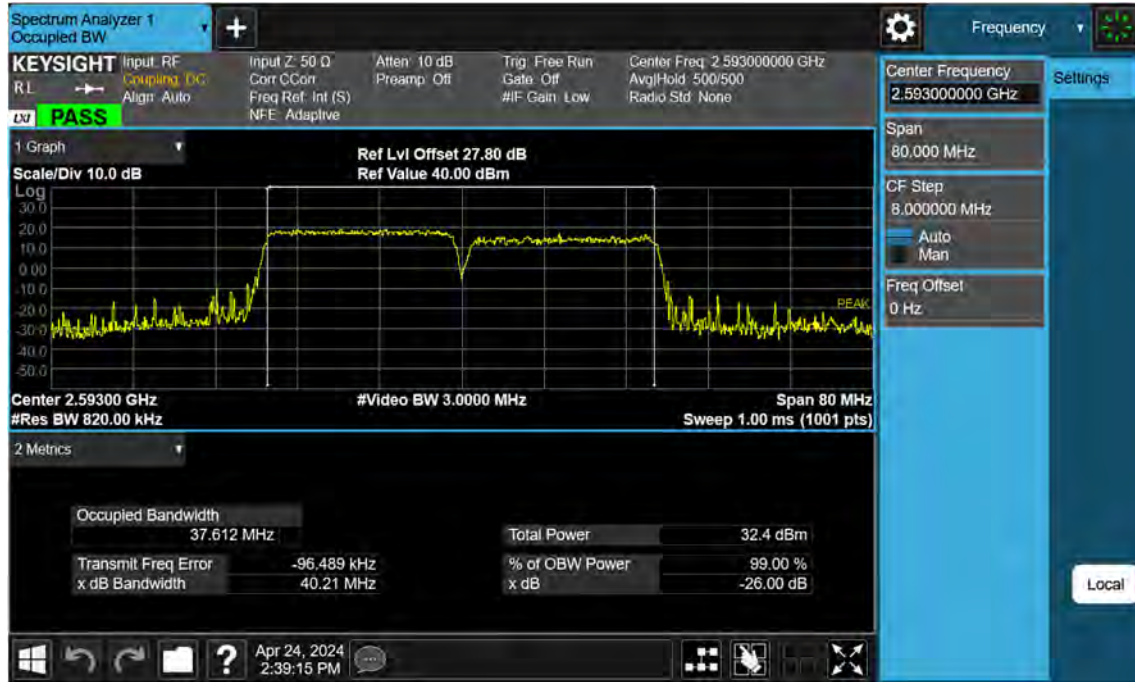 Spectrum Analyzer 1
Occupied BW
+
Frequency
KEYSIGHT
Input: RF
Coupling: DC
Align: Auto
Input Z: 50 Ω
Corr CCorr
Freq Ref: Int (S)
NFE: Adaptive
Atten: 10 dB
Preamp: Off
Trig: Free Run
Gate: Off
#IF Gain: Low
Center Freq: 2.593000000 GHz
Avg|Hold: 500/500
Radio Std: None
RL
LXI
PASS
Center Frequency
2.593000000 GHz
Settings
Span
80.000 MHz
CF Step
8.000000 MHz
Auto
Man
Freq Offset
0 Hz
1 Graph
Scale/Div 10.0 dB
Ref Lvl Offset 27.80 dB
Ref Value 40.00 dBm
Log
30.0
20.0
10.0
0.00
-10.0
-20.0
-30.0
-40.0
-50.0
PEAK
Center 2.59300 GHz
#Video BW 3.0000 MHz
Span 80 MHz
#Res BW 820.00 kHz
Sweep 1.00 ms (1001 pts)
2 Metrics
Occupied Bandwidth
37.612 MHz
Total Power 32.4 dBm
Transmit Freq Error -96.489 kHz
% of OBW Power 99.00 %
x dB Bandwidth 40.21 MHz
x dB -26.00 dB
Local
?
Apr 24, 2024
2:39:15 PM